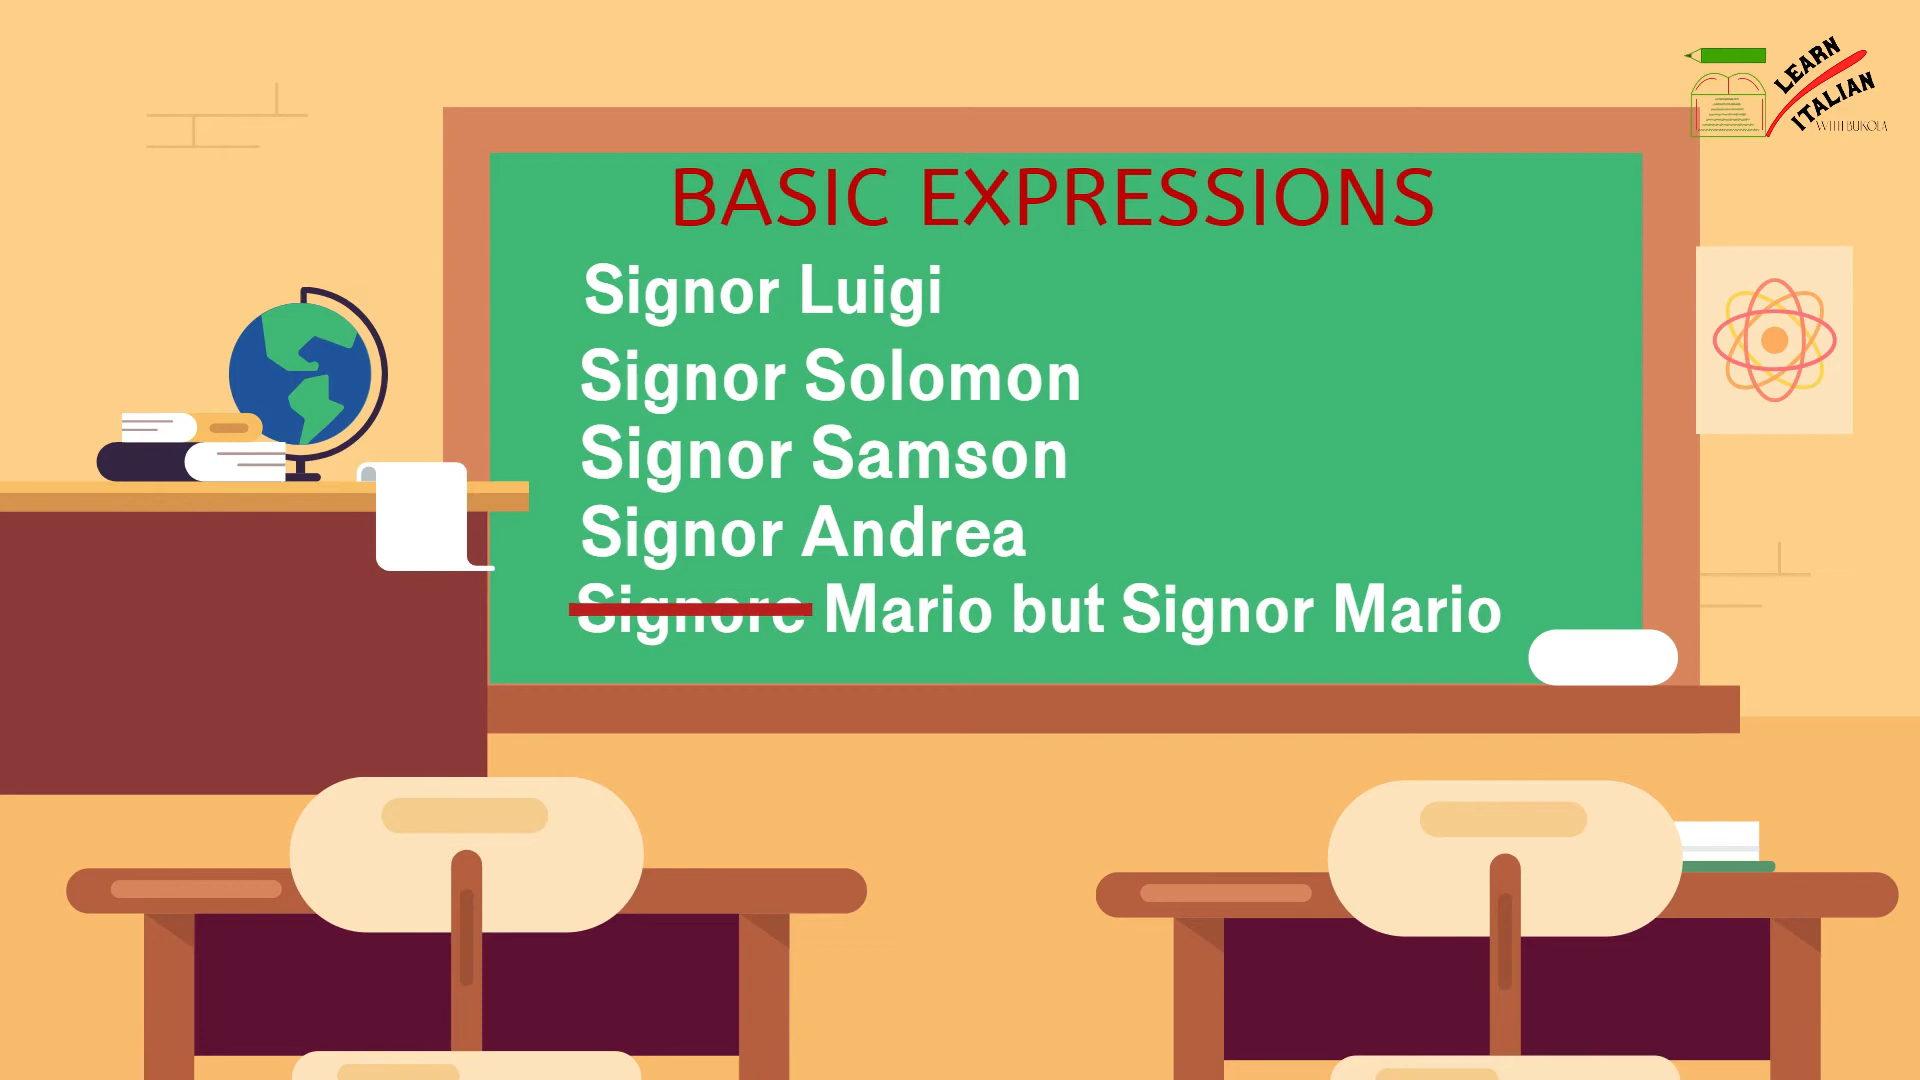 LEARN
ITALIAN
WITH BUKOLA
BASIC EXPRESSIONS
Signor Luigi
Signor Solomon
Signor Samson
Signor Andrea
Signore Mario but Signor Mario